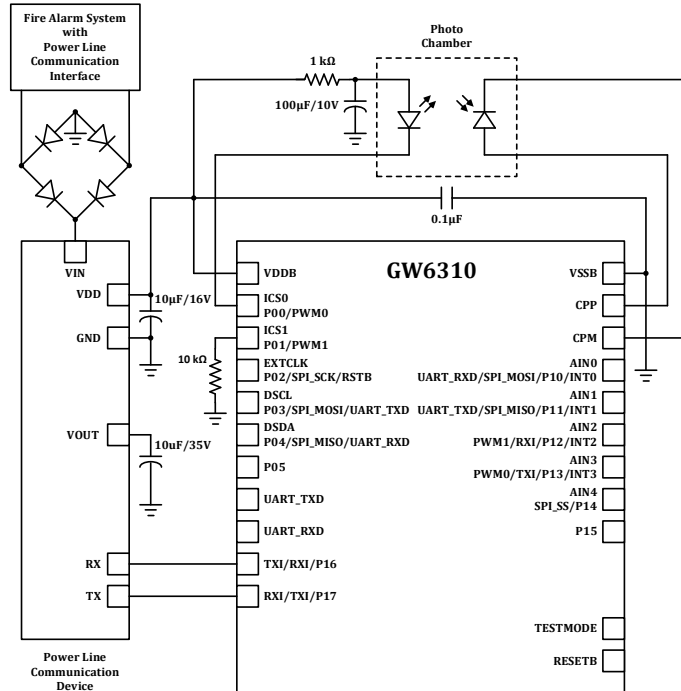 Fire Alarm System
with
Power Line
Communication
Interface
Photo
Chamber
1 kΩ
100µF/10V
0.1µF
VIN
VDD
10µF/16V
GND
10 kΩ
VOUT
10uF/35V
RX
TX
Power Line
Communication
Device
GW6310
VDDB
ICS0
P00/PWM0
ICS1
P01/PWM1
EXTCLK
P02/SPI_SCK/RSTB
DSCL
P03/SPI_MOSI/UART_TXD
DSDA
P04/SPI_MISO/UART_RXD
P05
UART_TXD
UART_RXD
TXI/RXI/P16
RXI/TXI/P17
VSSB
CPP
CPM
AIN0
UART_RXD/SPI_MOSI/P10/INT0
AIN1
UART_TXD/SPI_MISO/P11/INT1
AIN2
PWM1/RXI/P12/INT2
AIN3
PWM0/TXI/P13/INT3
AIN4
SPI_SS/P14
P15
TESTMODE
RESETB